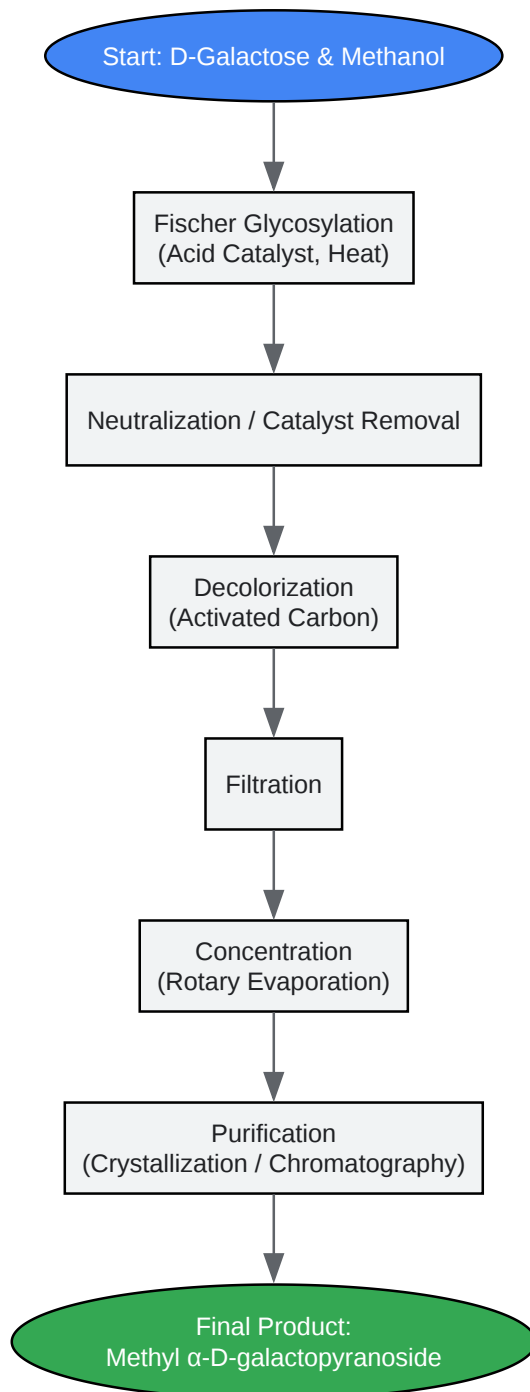 Start: D-Galactose & Methanol
Fischer Glycosylation
(Acid Catalyst, Heat)
Neutralization / Catalyst Removal
Decolorization
(Activated Carbon)
Filtration
Concentration
(Rotary Evaporation)
Purification
(Crystallization / Chromatography)
Final Product:
Methyl α-D-galactopyranoside